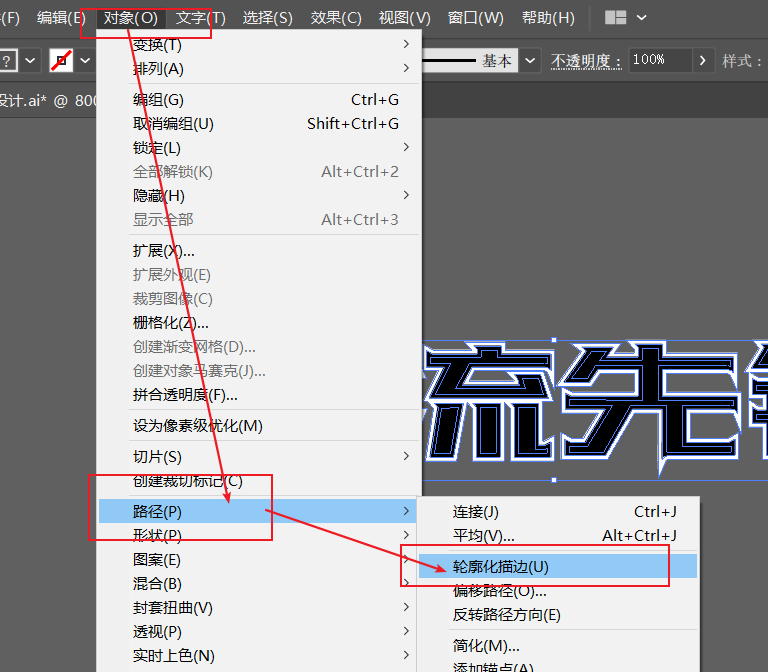 (F) 编辑(E) 对象(O) 文字(T) 选择(S) 效果(C) 视图(V) 窗口(W) 帮助(H)
? 基本 不透明度： 100% 样式：
设计.ai* @ 800
变换(T)
排列(A)
编组(G) Ctrl+G
取消编组(U) Shift+Ctrl+G
锁定(L)
全部解锁(K) Alt+Ctrl+2
隐藏(H)
显示全部 Alt+Ctrl+3
扩展(X)...
扩展外观(E)
裁剪图像(C)
栅格化(Z)...
创建渐变网格(D)...
创建对象马赛克(J)...
拼合透明度(F)...
设为像素级优化(M)
流先
切片(S)
创建裁切标记(C)
路径(P)
连接(J) Ctrl+J
形状(P)
平均(V)... Alt+Ctrl+J
图案(E)
轮廓化描边(U)
混合(B)
偏移路径(O)...
封套扭曲(V)
反转路径方向(E)
透视(P)
简化(M)...
实时上色(N)
添加锚点(A)